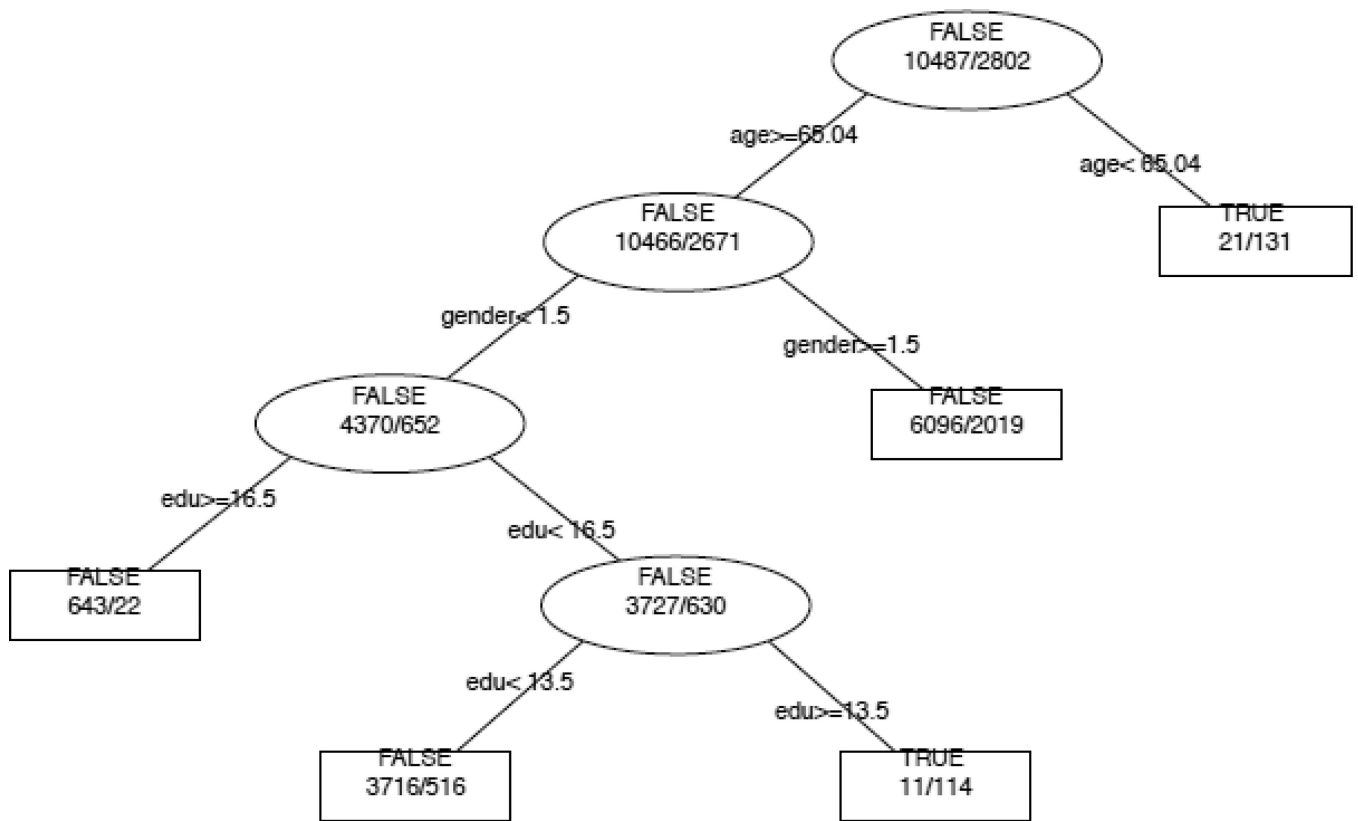 FALSE
10487/2802
age>=65.04
age< 65.04
FALSE
10466/2671
TRUE
21/131
gender< 1.5
gender>=1.5
FALSE
4370/652
FALSE
6096/2019
edu>=16.5
edu< 16.5
FALSE
643/22
FALSE
3727/630
edu< 13.5
edu>=13.5
FALSE
3716/516
TRUE
11/114